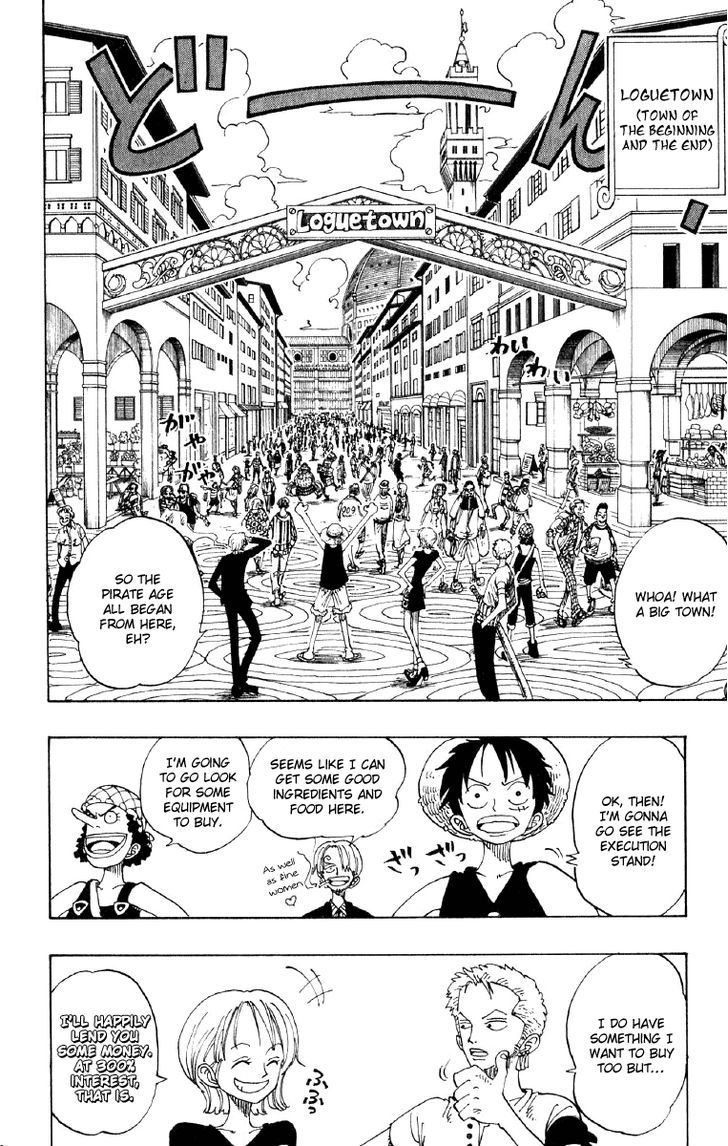 LOGUETOWN
(TOWN OF
THE BEGINNING
AND THE END)
どーん
Loguetown
わい
わい
がや
がや
209
WHOA! WHAT
A BIG TOWN!
SO THE
PIRATE AGE
ALL BEGAN
FROM HERE,
EH?
OK, THEN!
I'M GONNA
GO SEE THE
EXECUTION
STAND!
ざっ
ざっ
SEEMS LIKE I CAN
GET SOME GOOD
INGREDIENTS AND
FOOD HERE.
As well
as fine
women
♡
I'M GOING
TO GO LOOK
FOR SOME
EQUIPMENT
TO BUY.
I DO HAVE
SOMETHING I
WANT TO BUY
TOO BUT...
ふふ
I'LL HAPPILY
LEND YOU
SOME MONEY.
AT 300%
INTEREST,
THAT IS.